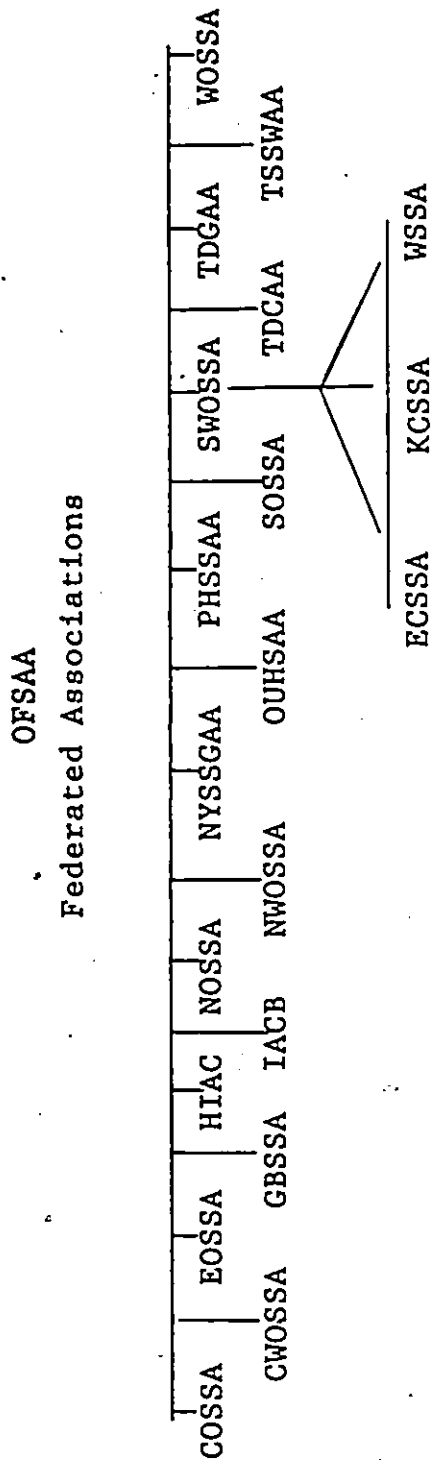 OFSAA
Federated Associations
COSSA EOSSA HIAC NOSSA NYSSGAA PHSSAA SWOSSA TDGAA WOSSA
CWOSSA GBSSA IACB NWOSSA OUHSAA SOSSA TDCAA TSSWAA
ECSSA KCSSA WSSA